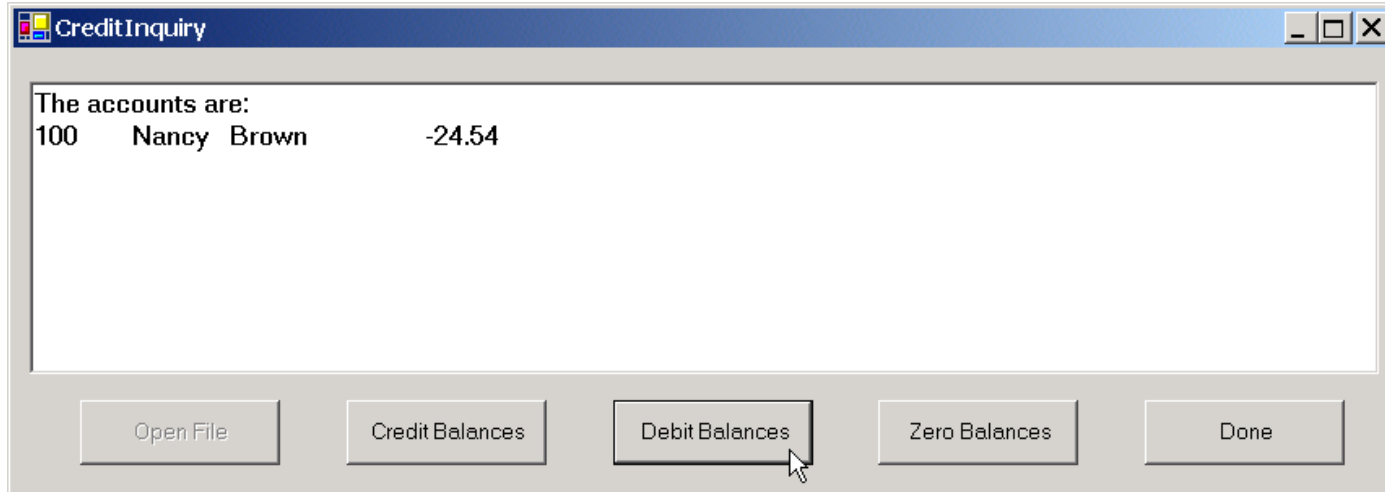 CreditInquiry
The accounts are:
100 Nancy Brown -24.54
Open File Credit Balances Debit Balances Zero Balances Done